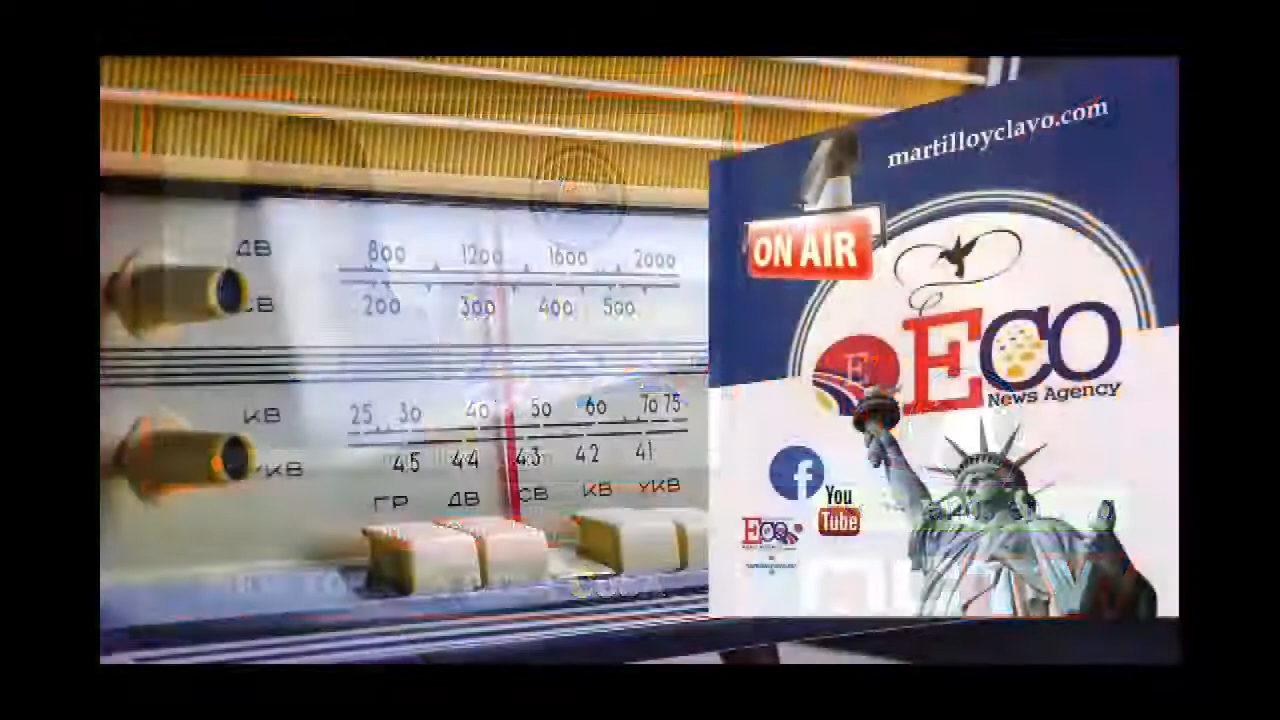 martilloyclavo.com
ON AIR
ECO
News Agency
You
Tube
ДВ
800 1200 1600 2000
200 300 400 500
КВ
25 30 40 50 60 70 75
45 44 43 42 41
УКВ
ГР ДВ СВ КВ УКВ